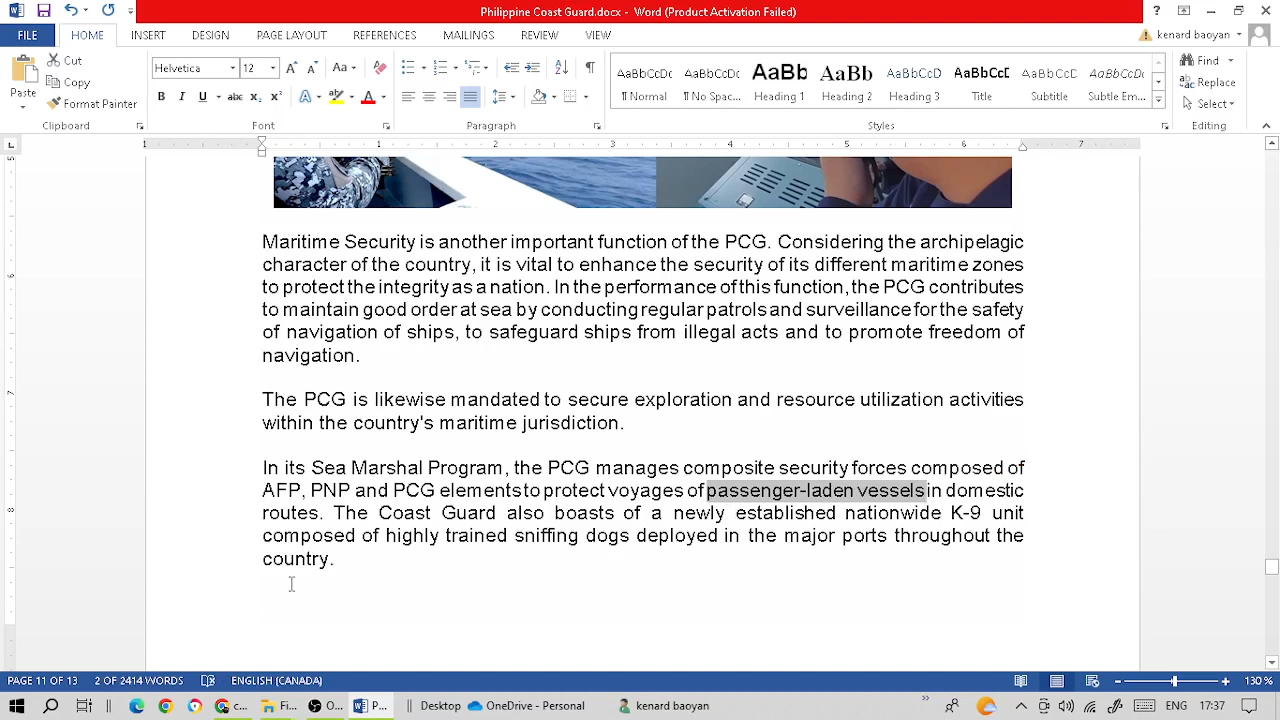 Philippine Coast Guard.docx - Word (Product Activation Failed)
FILE HOME INSERT DESIGN PAGE LAYOUT REFERENCES MAILINGS REVIEW VIEW kenard baoyan
Paste Cut Copy Format Painter
Helvetica 12
AaBbCcDc AaBbCcDc AaBb AaBb AaBbCcDc AaBbCcD AaBbCcDc AaBbCcDc
¶ Normal ¶ No Spac... Heading 1 Heading 2 Heading 3 Title Subtitle Subtle Em...
Find Replace Select
Clipboard Font Paragraph Styles Editing
1 1 2 3 4 5 6 7
Maritime Security is another important function of the PCG. Considering the archipelagic
character of the country, it is vital to enhance the security of its different maritime zones
to protect the integrity as a nation. In the performance of this function, the PCG contributes
to maintain good order at sea by conducting regular patrols and surveillance for the safety
of navigation of ships, to safeguard ships from illegal acts and to promote freedom of
navigation.
The PCG is likewise mandated to secure exploration and resource utilization activities
within the country's maritime jurisdiction.
In its Sea Marshal Program, the PCG manages composite security forces composed of
AFP, PNP and PCG elements to protect voyages of passenger-laden vessels in domestic
routes. The Coast Guard also boasts of a newly established nationwide K-9 unit
composed of highly trained sniffing dogs deployed in the major ports throughout the
country.
PAGE 11 OF 13 2 OF 2414 WORDS ENGLISH (CANADA) 130 %
c... Fi... O... P... Desktop OneDrive - Personal kenard baoyan ENG 17:37